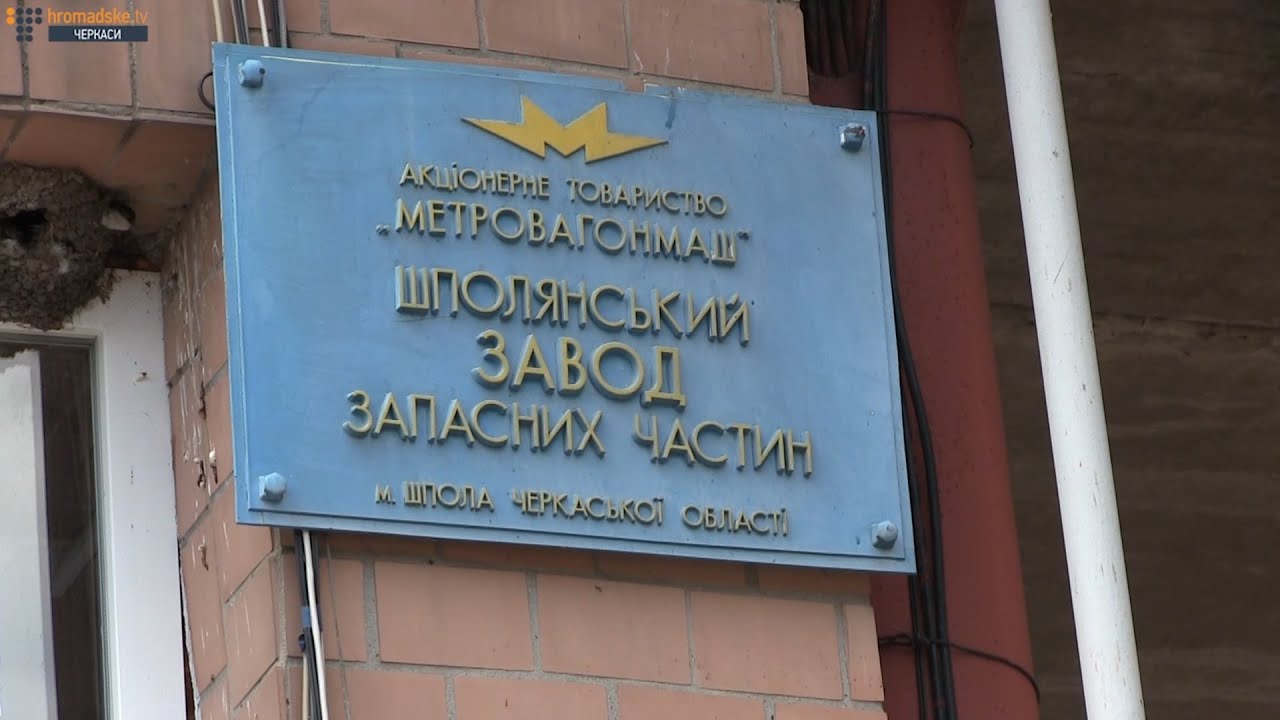 hromadske.tv
ЧЕРКАСИ
АКЦІОНЕРНЕ ТОВАРИСТВО
„МЕТРОВАГОНМАШ“
ШПОЛЯНСЬКИЙ
ЗАВОД
ЗАПАСНИХ ЧАСТИН
М. ШПОЛА ЧЕРКАСЬКОЇ ОБЛАСТІ